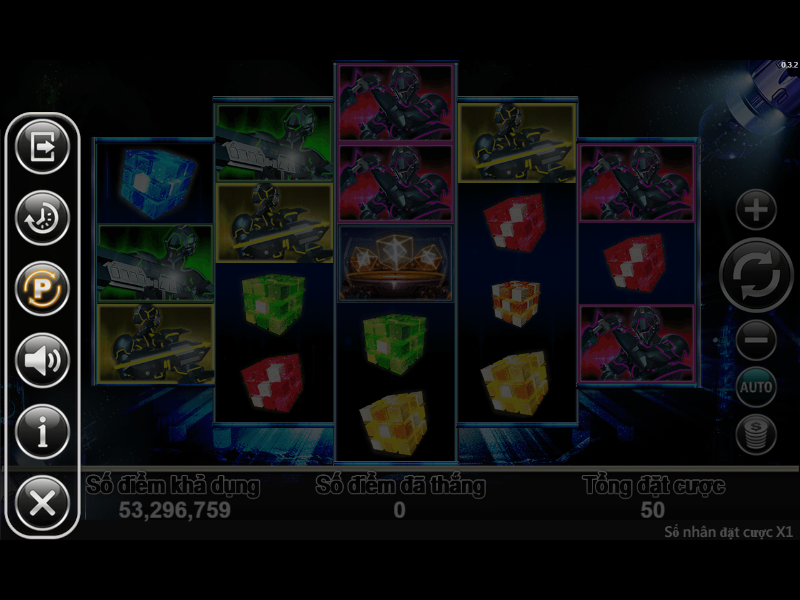 0.3.2
P
i
AUTO
S
Số điểm khả dụng
Số điểm đã thắng
Tổng đặt cược
53,296,759
0
50
Số nhân đặt cược X1